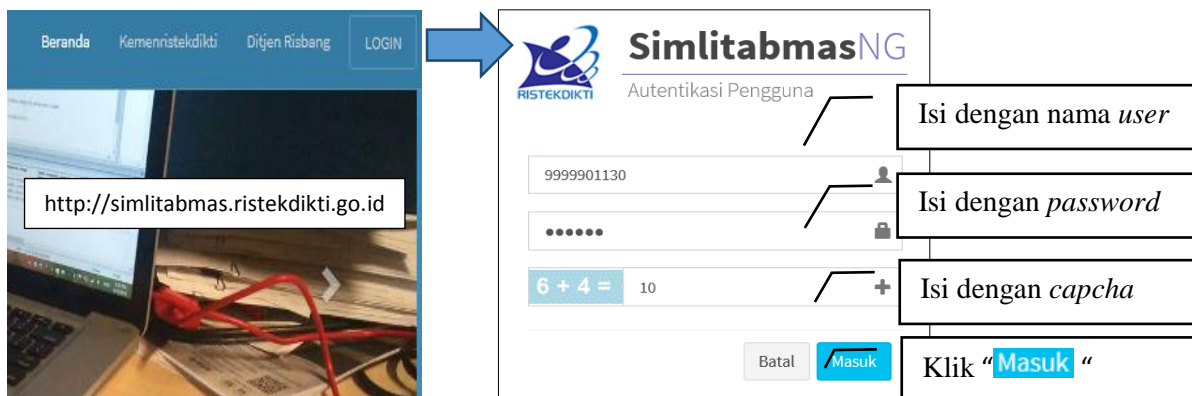 Beranda Kemenristekdikti Ditjen Risbang LOGIN
http://simlitabmas.ristekdikti.go.id
RISTEKDIKTI
SimlitabmasNG
Autentikasi Pengguna
Isi dengan nama user
9999901130
Isi dengan password
••••••
6 + 4 = 10
Isi dengan capcha
Batal Masuk
Klik “Masuk “